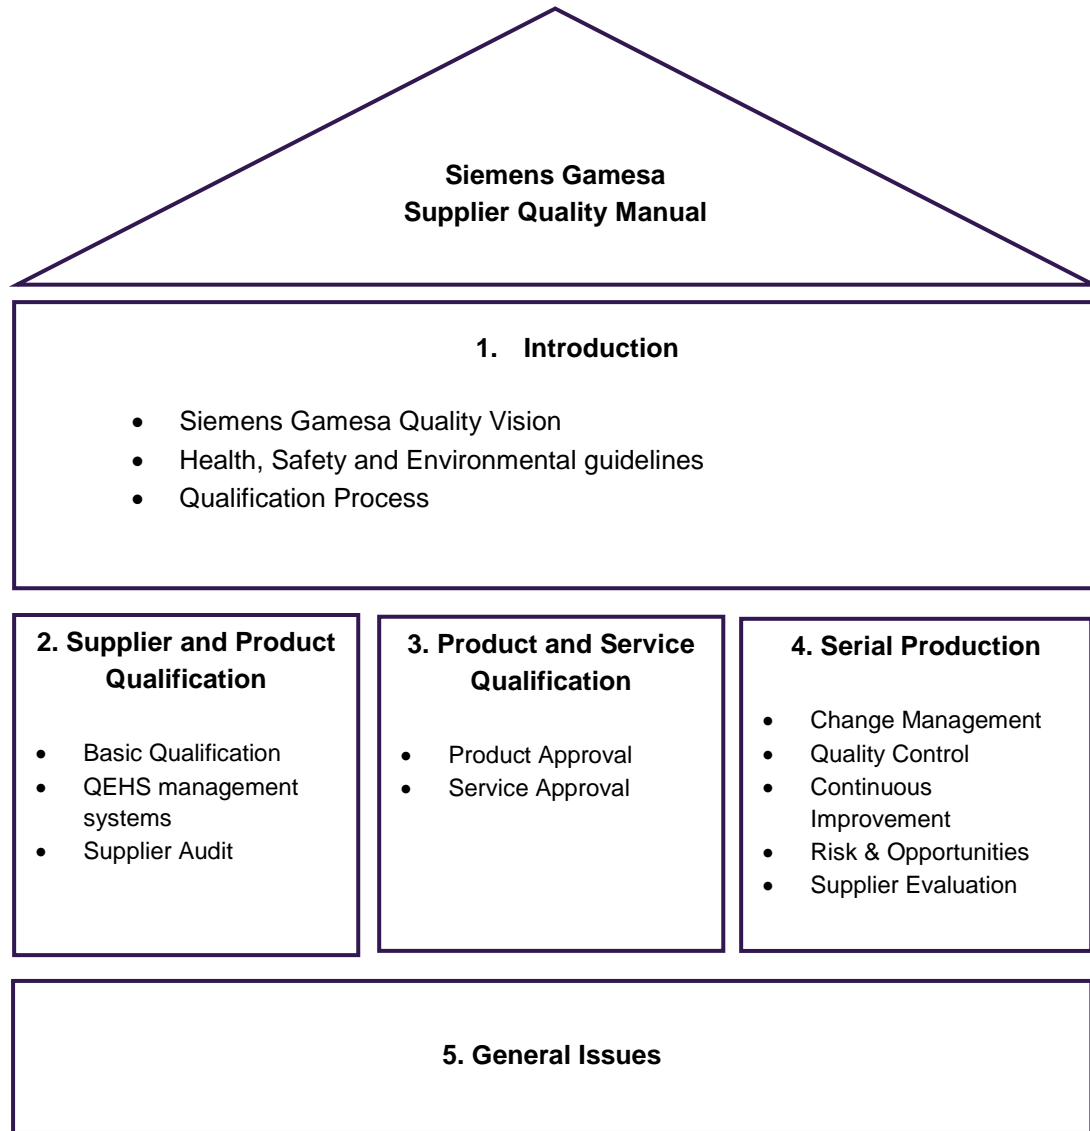 Siemens Gamesa
Supplier Quality Manual
1. Introduction
• Siemens Gamesa Quality Vision
• Health, Safety and Environmental guidelines
• Qualification Process
2. Supplier and Product
Qualification
• Basic Qualification
• QEHS management
systems
• Supplier Audit
3. Product and Service
Qualification
• Product Approval
• Service Approval
4. Serial Production
• Change Management
• Quality Control
• Continuous
Improvement
• Risk & Opportunities
• Supplier Evaluation
5. General Issues